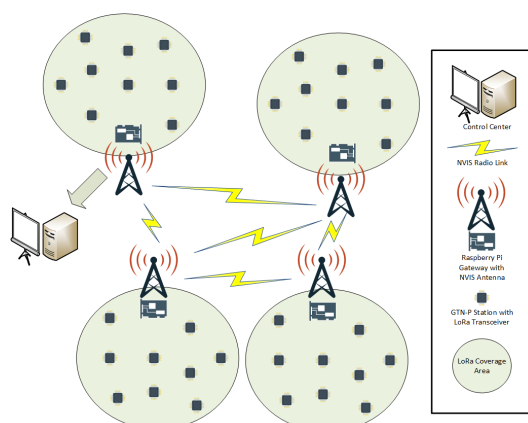 Control Center
NVIS Radio Link
Raspberry Pi
Gateway with
NVIS Antenna
GTN-P Station with
LoRa Transceiver
LoRa Coverage
Area